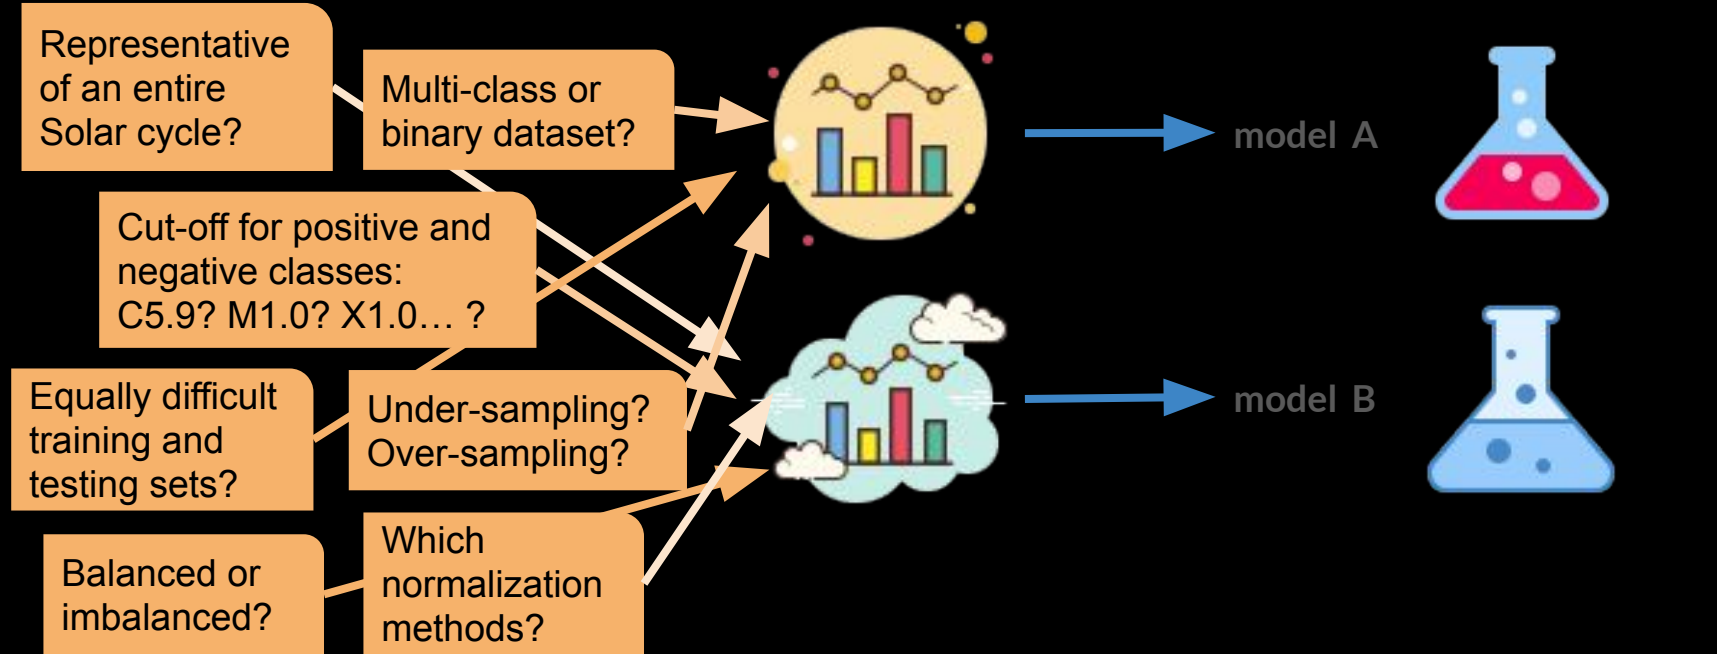 Representative
of an entire
Solar cycle?
Multi-class or
binary dataset?
Cut-off for positive and
negative classes:
C5.9? M1.0? X1.0… ?
Equally difficult
training and
testing sets?
Under-sampling?
Over-sampling?
Balanced or
imbalanced?
Which
normalization
methods?
model A
model B